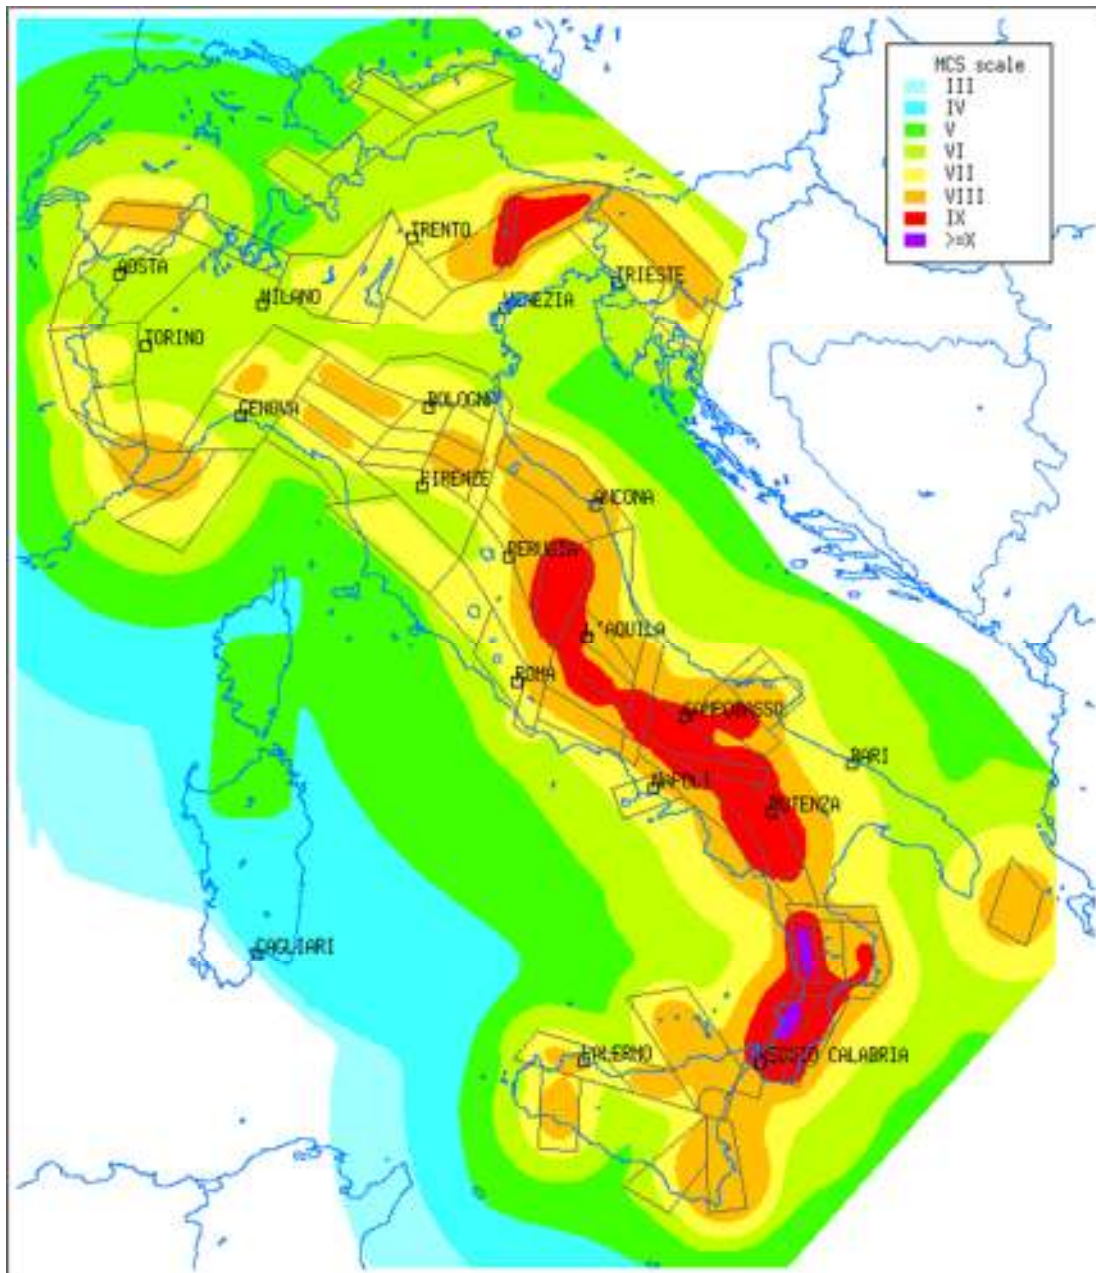 MCS scale
III
IV
V
VI
VII
VIII
IX
>=X
TRENTO
AOSTA
TRIESTE
MILANO
VENEZIA
TORINO
GENOVA
BOLOGNA
FIRENZE
ANCONA
PERUGIA
L'AQUILA
ROMA
CAMPOBASSO
BARI
NAPOLI
POTENZA
CAGLIARI
PALERMO
REGGIO CALABRIA